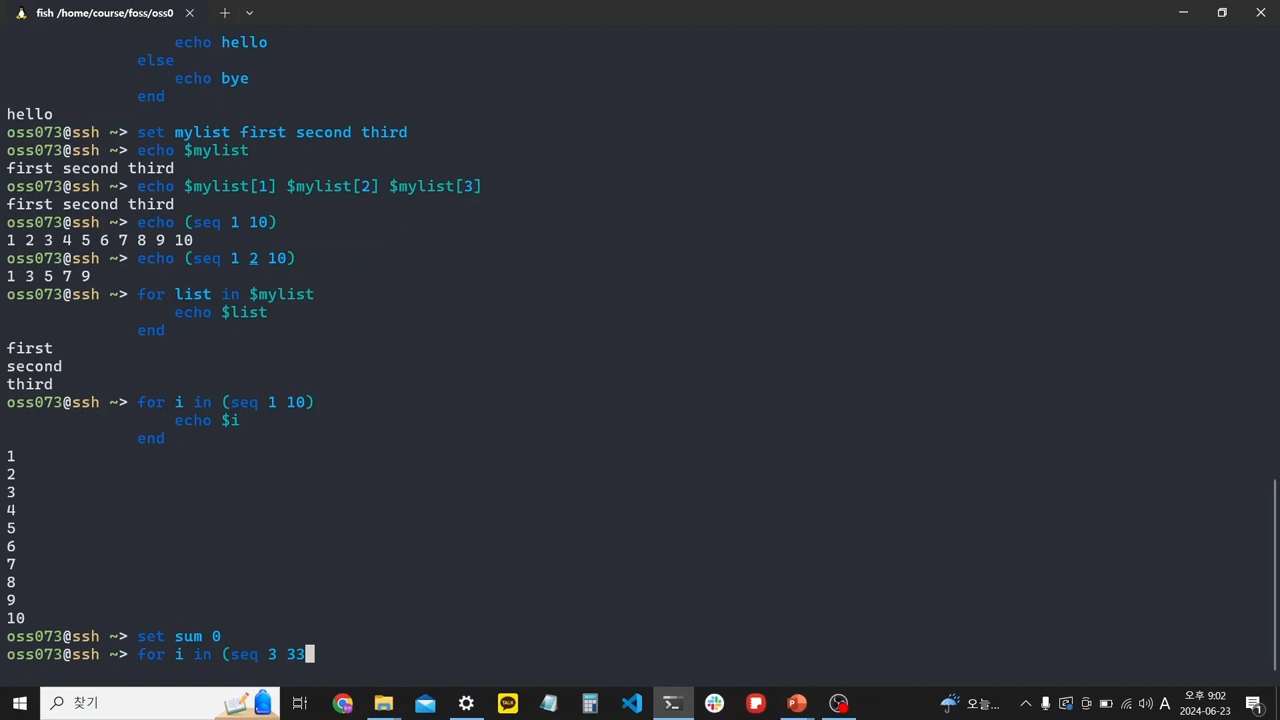 fish /home/course/foss/oss0
echo hello
else
echo bye
end
hello
oss073@ssh ~> set mylist first second third
oss073@ssh ~> echo $mylist
first second third
oss073@ssh ~> echo $mylist[1] $mylist[2] $mylist[3]
first second third
oss073@ssh ~> echo (seq 1 10)
1 2 3 4 5 6 7 8 9 10
oss073@ssh ~> echo (seq 1 2 10)
1 3 5 7 9
oss073@ssh ~> for list in $mylist
echo $list
end
first
second
third
oss073@ssh ~> for i in (seq 1 10)
echo $i
end
1
2
3
4
5
6
7
8
9
10
oss073@ssh ~> set sum 0
oss073@ssh ~> for i in (seq 3 33
찾기
TALK
오늘...
A
오후 9:02
2024-06-23
1